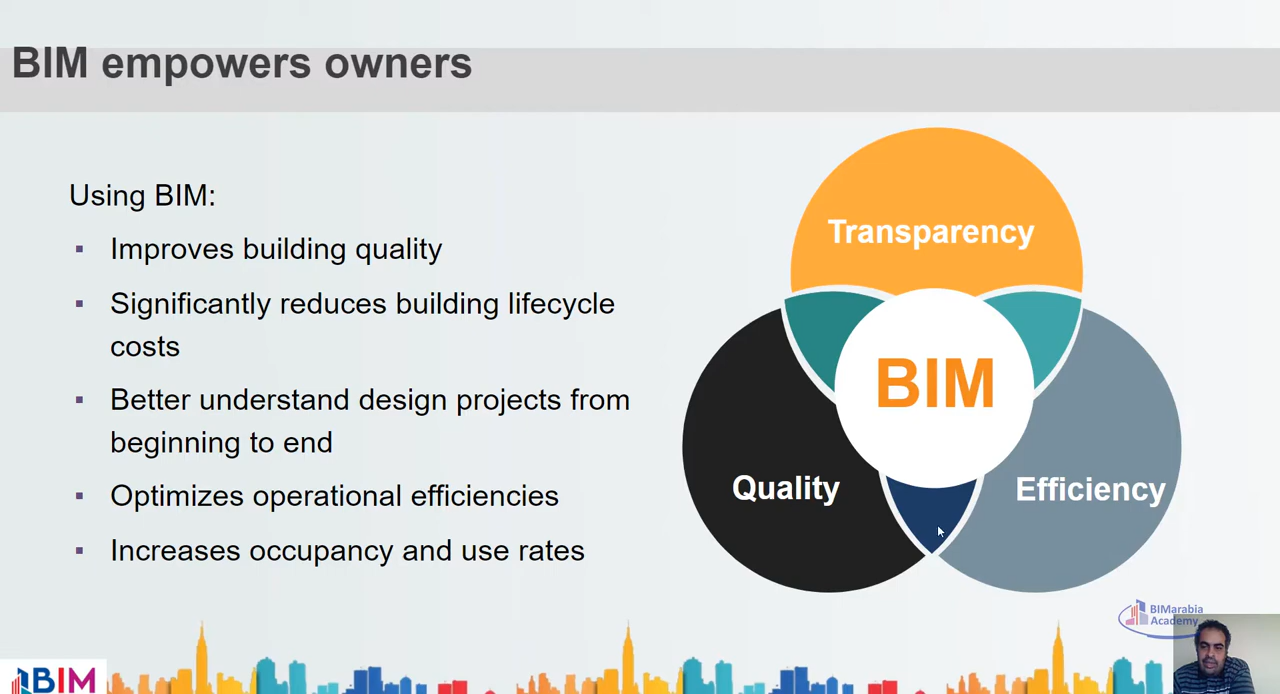 BIM empowers owners
Using BIM:
Improves building quality
Significantly reduces building lifecycle
costs
Better understand design projects from
beginning to end
Optimizes operational efficiencies
Increases occupancy and use rates
Transparency
BIM
Quality
Efficiency
BIMarabia
Academy
BIM